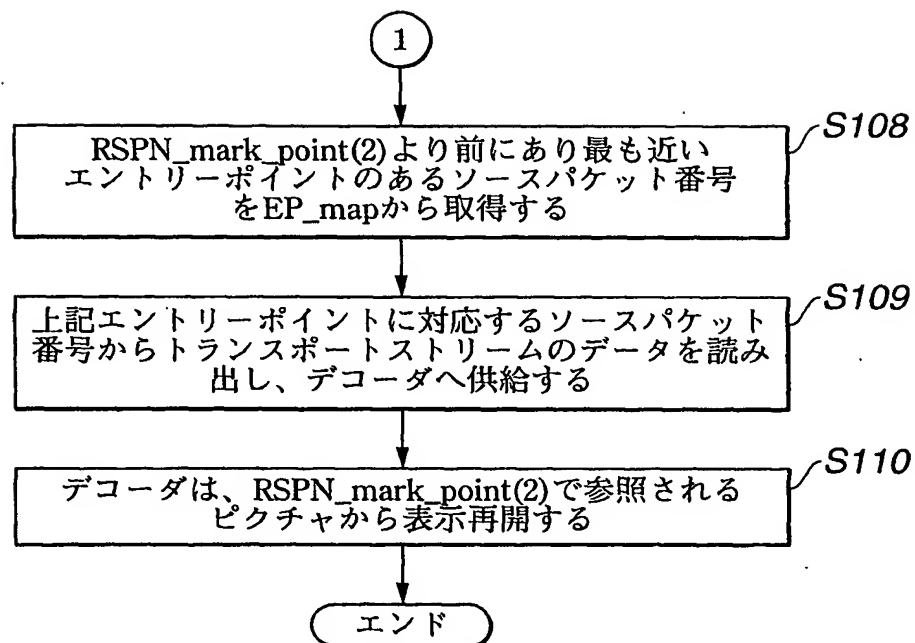 1
S108
RSPN_mark_point(2)より前にあり最も近い
エントリーポイントのあるソースパケット番号
をEP_mapから取得する
S109
上記エントリーポイントに対応するソースパケット
番号からトランスポートストリームのデータを読み
出し、デコーダへ供給する
S110
デコーダは、RSPN_mark_point(2)で参照される
ピクチャから表示再開する
エンド